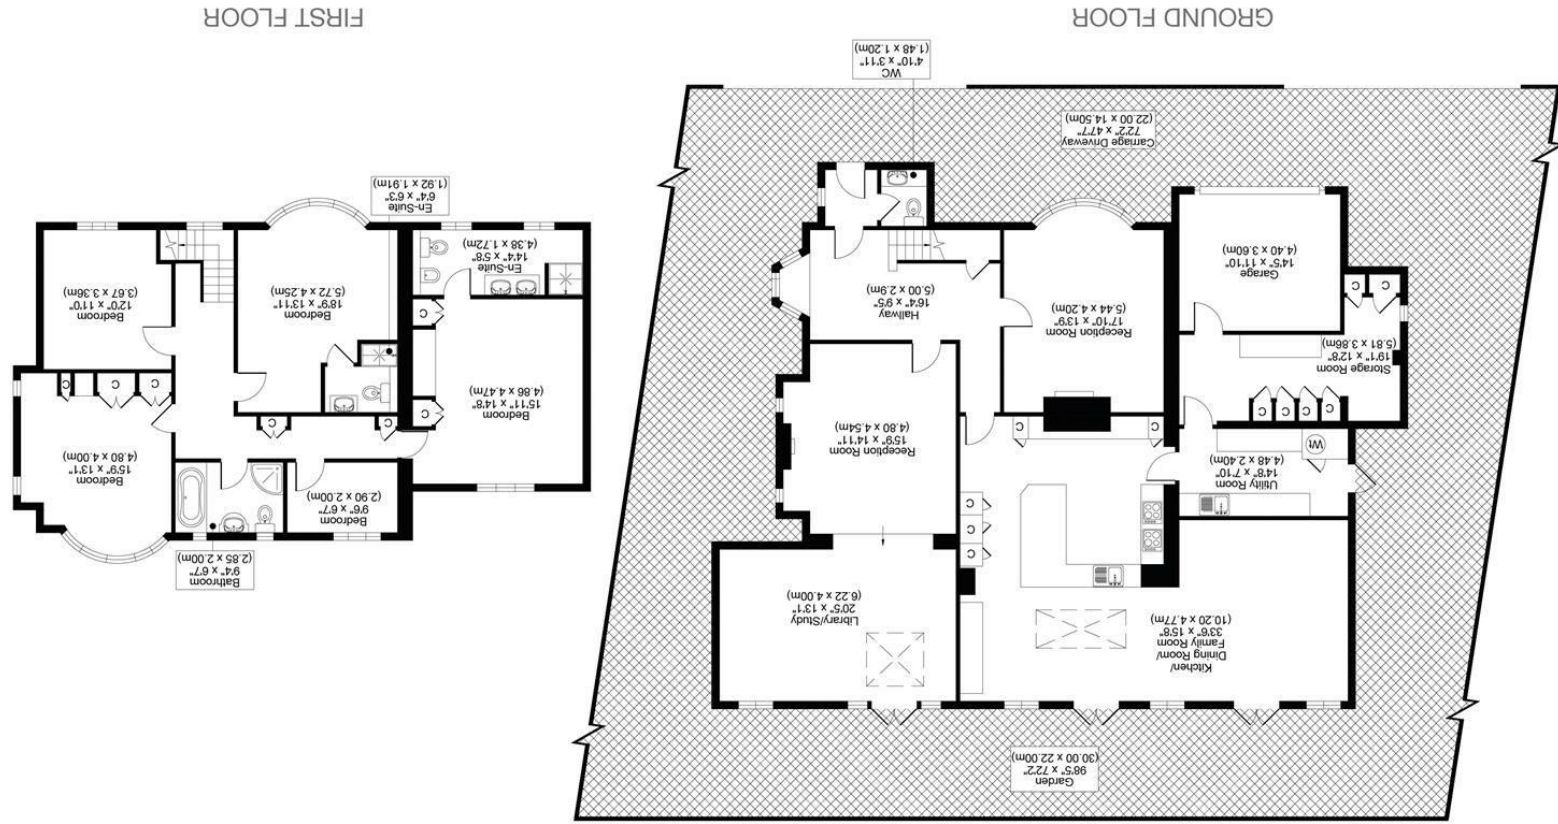 Garden
98'5" x 72'2"
(30.00 x 22.00m)
Kitchen/
Dining Room/
Family Room
33'6" x 15'8"
(10.20 x 4.77m)
Library/Study
20'5" x 13'1"
(6.22 x 4.00m)
Utility Room
14'8" x 7'10"
(4.48 x 2.40m)
Wt
C
C
C
C
C
Reception Room
15'9" x 14'11"
(4.80 x 4.54m)
C
C
C
C
Storage Room
19'1" x 12'8"
(5.81 x 3.86m)
C
C
Reception Room
17'10" x 13'9"
(5.44 x 4.20m)
Hallway
16'4" x 9'5"
(5.00 x 2.9m)
Garage
14'5" x 11'10"
(4.40 x 3.60m)
Carriage Driveway
72'2" x 47'7"
(22.00 x 14.50m)
WC
4'10" x 3'11"
(1.48 x 1.20m)
GROUND FLOOR
Bathroom
9'4" x 6'7"
(2.85 x 2.00m)
Bedroom
9'6" x 6'7"
(2.90 x 2.00m)
Bedroom
15'9" x 13'1"
(4.80 x 4.00m)
C
C
C
Bedroom
15'11" x 14'8"
(4.86 x 4.47m)
C
C
C
C
Bedroom
18'9" x 13'11"
(5.72 x 4.25m)
Bedroom
12'0" x 11'0"
(3.67 x 3.36m)
En-Suite
14'4" x 5'8"
(4.38 x 1.72m)
En-Suite
6'4" x 6'3"
(1.92 x 1.91m)
FIRST FLOOR